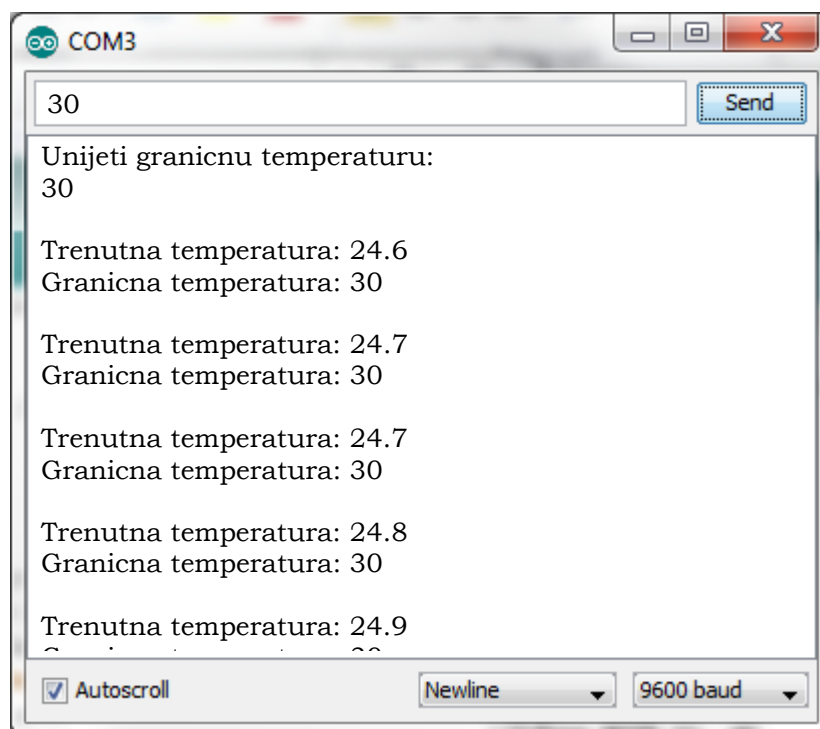 COM3
30
Send
Unijeti granicnu temperaturu:
30
Trenutna temperatura: 24.6
Granicna temperatura: 30
Trenutna temperatura: 24.7
Granicna temperatura: 30
Trenutna temperatura: 24.7
Granicna temperatura: 30
Trenutna temperatura: 24.8
Granicna temperatura: 30
Trenutna temperatura: 24.9
Autoscroll
Newline
9600 baud